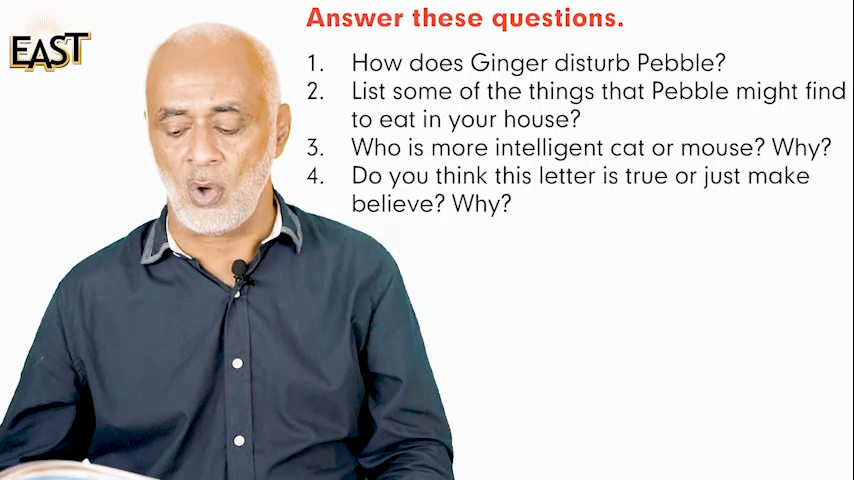 EAST
Answer these questions.
1. How does Ginger disturb Pebble?
2. List some of the things that Pebble might find
to eat in your house?
3. Who is more intelligent cat or mouse? Why?
4. Do you think this letter is true or just make
believe? Why?